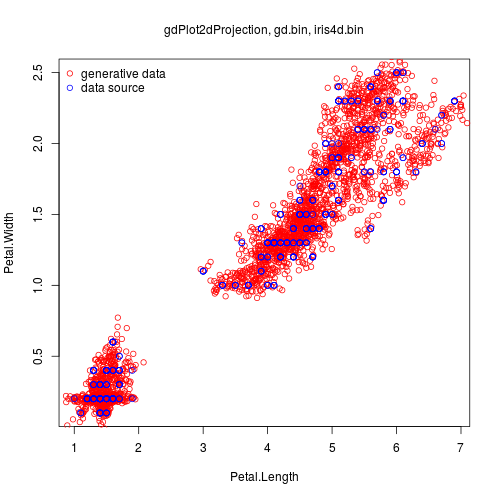 gdPlot2dProjection, gd.bin, iris4d.bin
generative data
data source
Petal.Width
2.5
2.0
1.5
1.0
0.5
1 2 3 4 5 6 7
Petal.Length